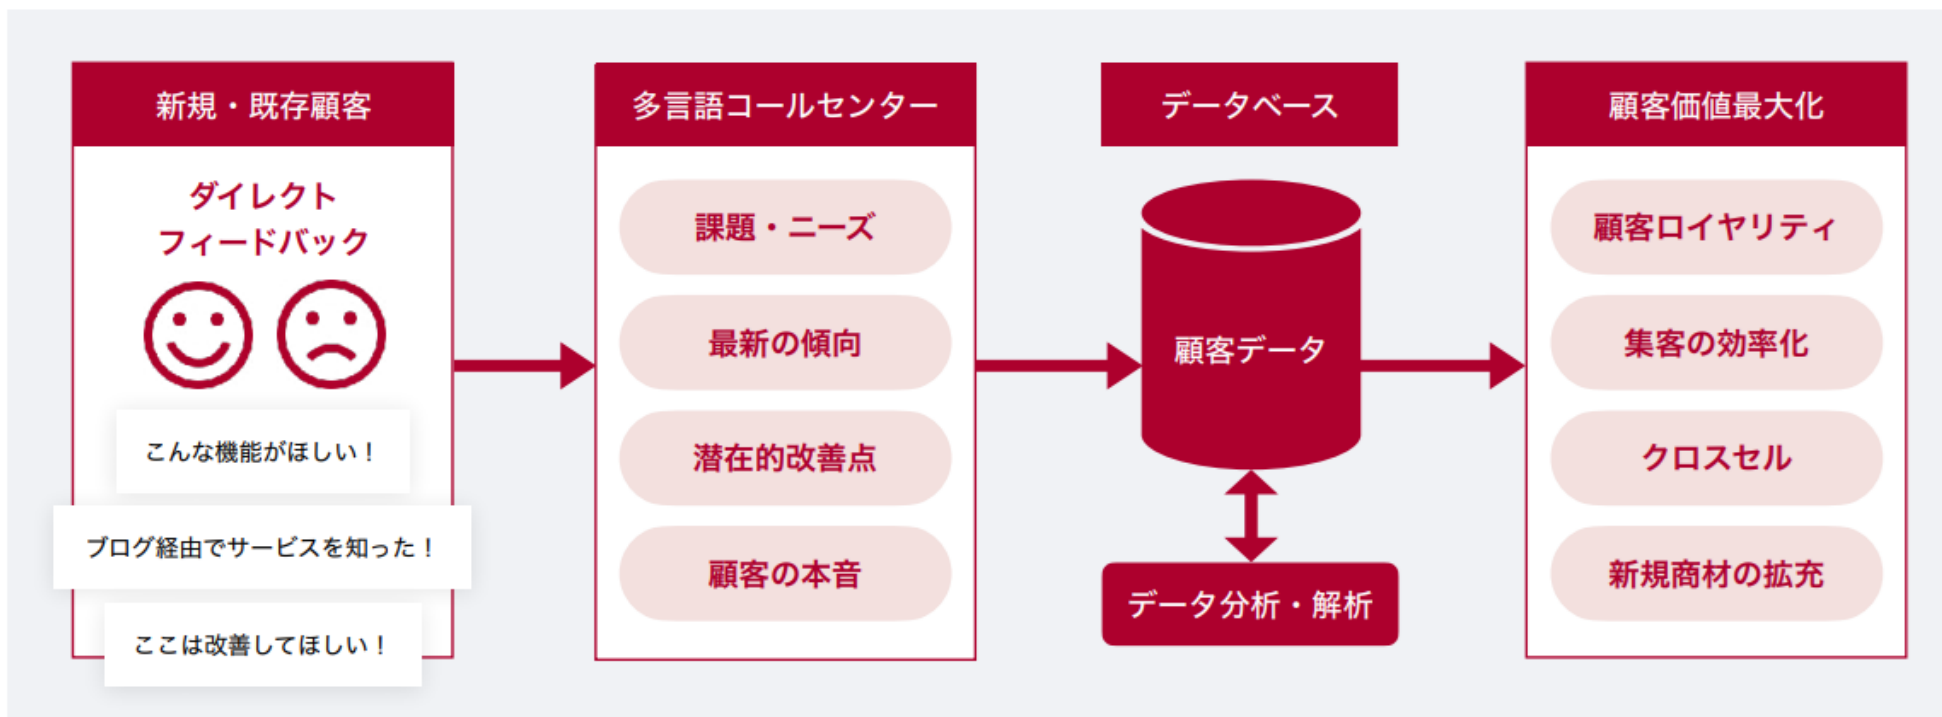 新規・既存顧客
ダイレクト
フィードバック
こんな機能がほしい！
ブログ経由でサービスを知った！
ここは改善してほしい！
多言語コールセンター
課題・ニーズ
最新の傾向
潜在的改善点
顧客の本音
データベース
顧客データ
データ分析・解析
顧客価値最大化
顧客ロイヤリティ
集客の効率化
クロスセル
新規商材の拡充